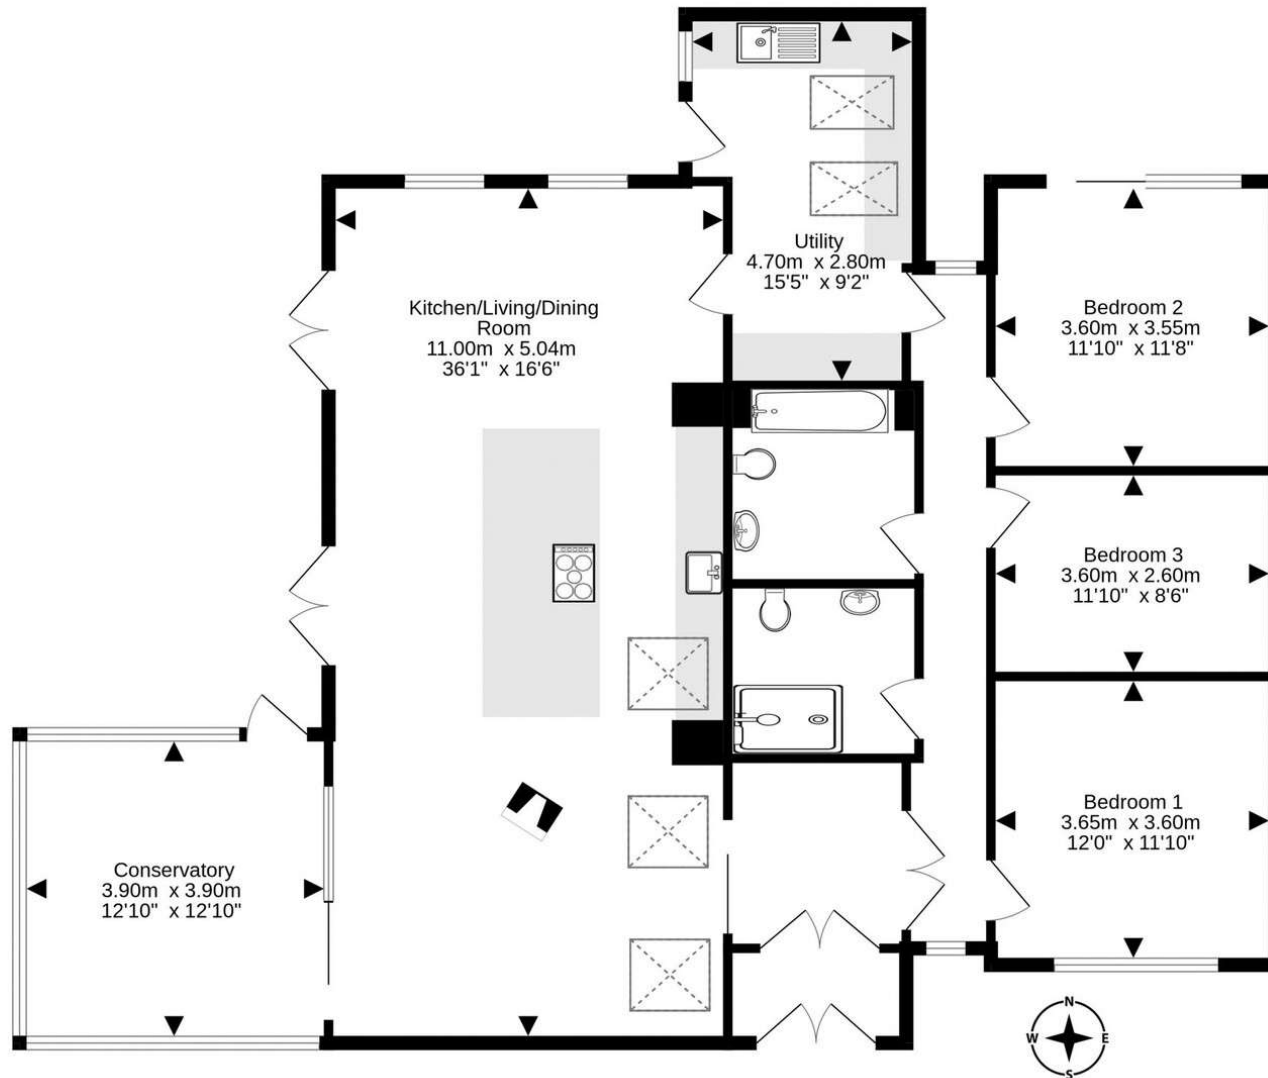 Utility
4.70m x 2.80m
15'5" x 9'2"
Kitchen/Living/Dining
Room
11.00m x 5.04m
36'1" x 16'6"
Bedroom 2
3.60m x 3.55m
11'10" x 11'8"
Bedroom 3
3.60m x 2.60m
11'10" x 8'6"
Bedroom 1
3.65m x 3.60m
12'0" x 11'10"
Conservatory
3.90m x 3.90m
12'10" x 12'10"
N
W E
S